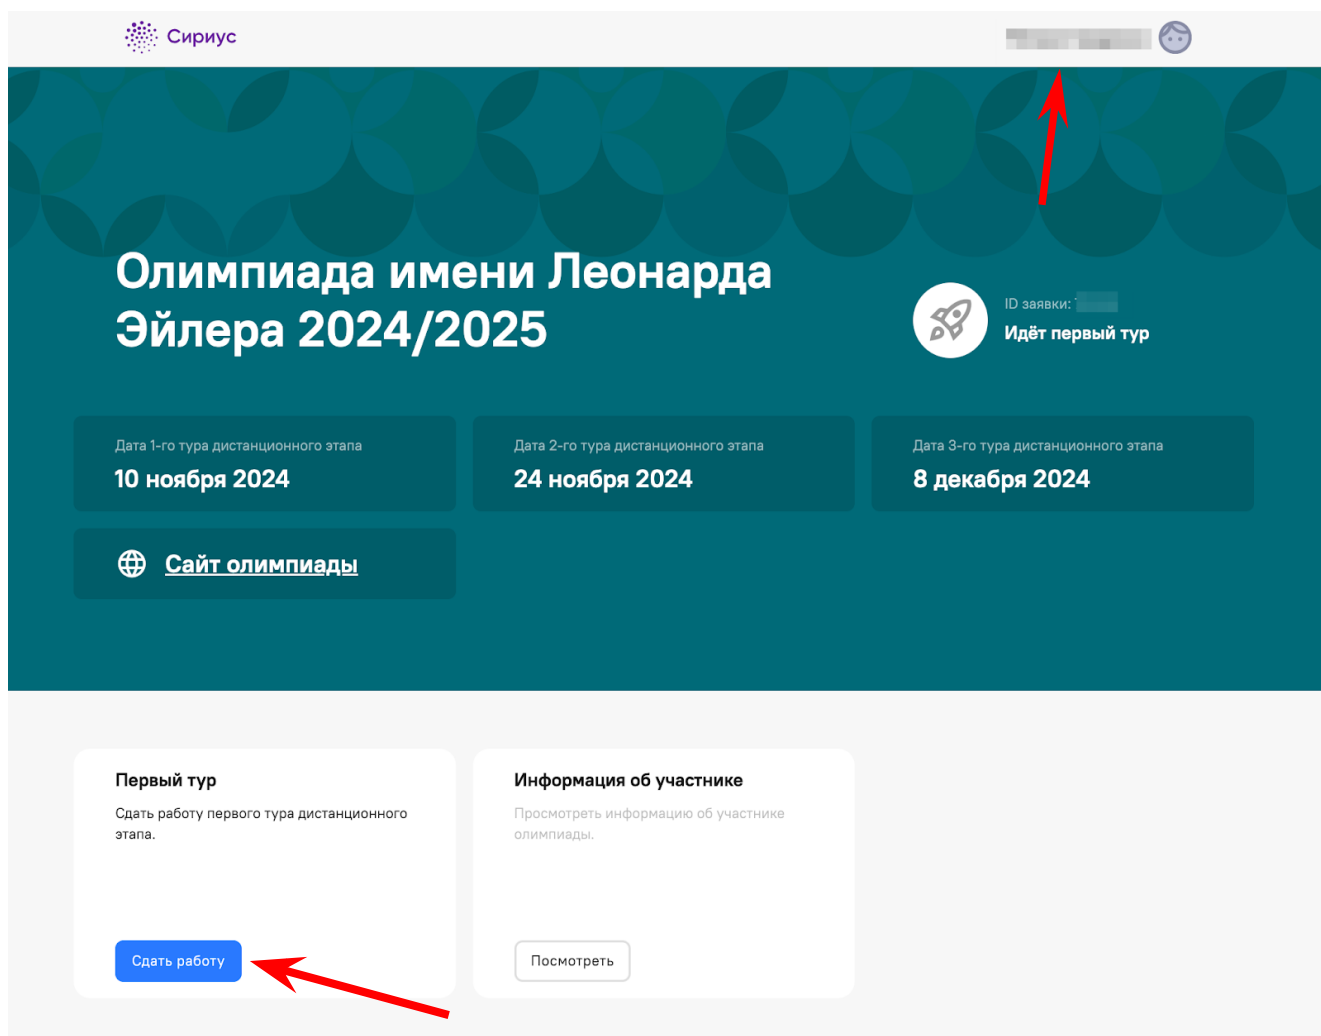 Сириус
Олимпиада имени Леонарда
Эйлера 2024/2025
ID заявки:
Идёт первый тур
Дата 1-го тура дистанционного этапа
10 ноября 2024
Дата 2-го тура дистанционного этапа
24 ноября 2024
Дата 3-го тура дистанционного этапа
8 декабря 2024
Сайт олимпиады
Первый тур
Сдать работу первого тура дистанционного
этапа.
Сдать работу
Информация об участнике
Просмотреть информацию об участнике
олимпиады.
Посмотреть